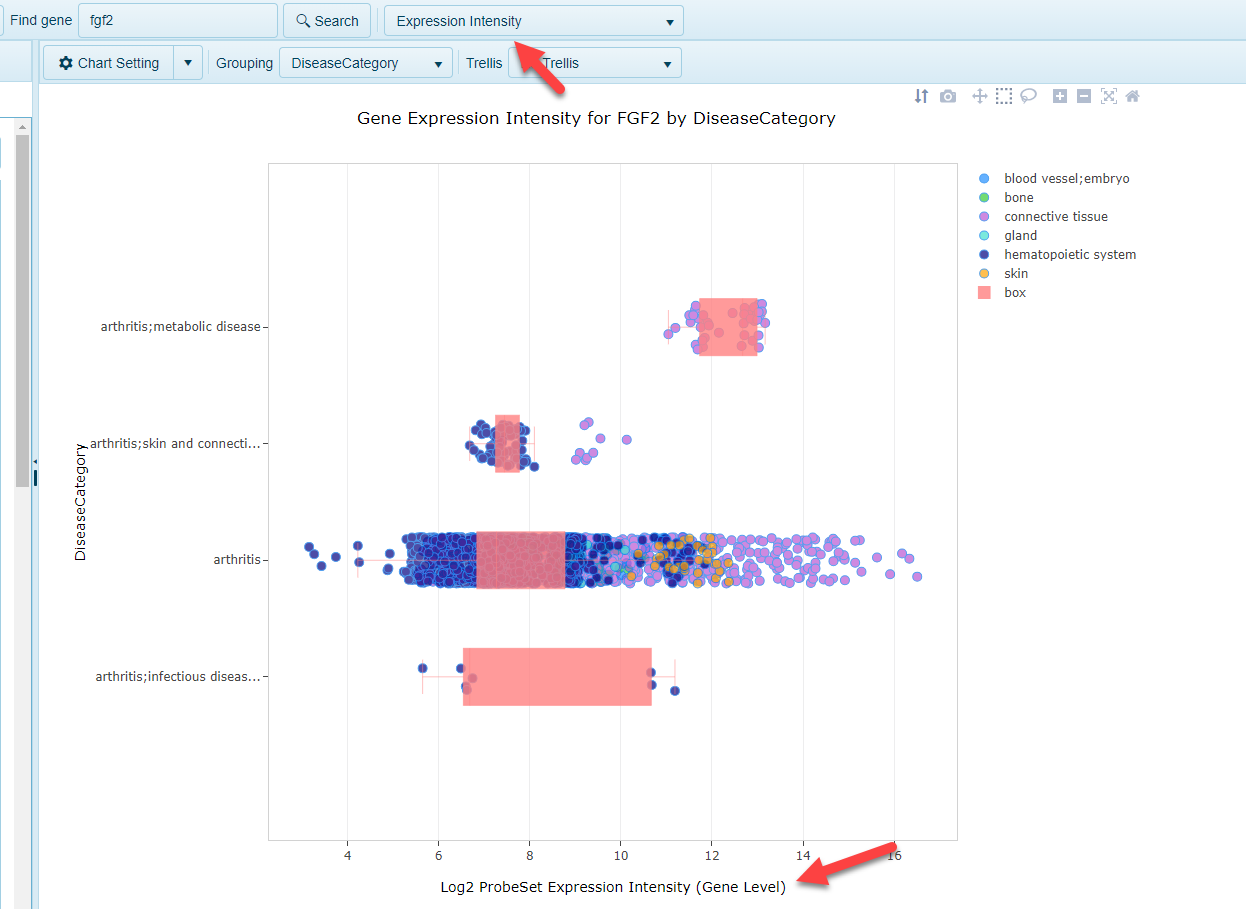 Find gene fgf2 Search Expression Intensity
Chart Setting Grouping DiseaseCategory Trellis Trellis
Gene Expression Intensity for FGF2 by DiseaseCategory
blood vessel;embryo
bone
connective tissue
gland
hematopoietic system
skin
box
DiseaseCategory
arthritis;metabolic disease
arthritis;skin and connecti...
arthritis
arthritis;infectious diseas...
4 6 8 10 12 14 16
Log2 ProbeSet Expression Intensity (Gene Level)